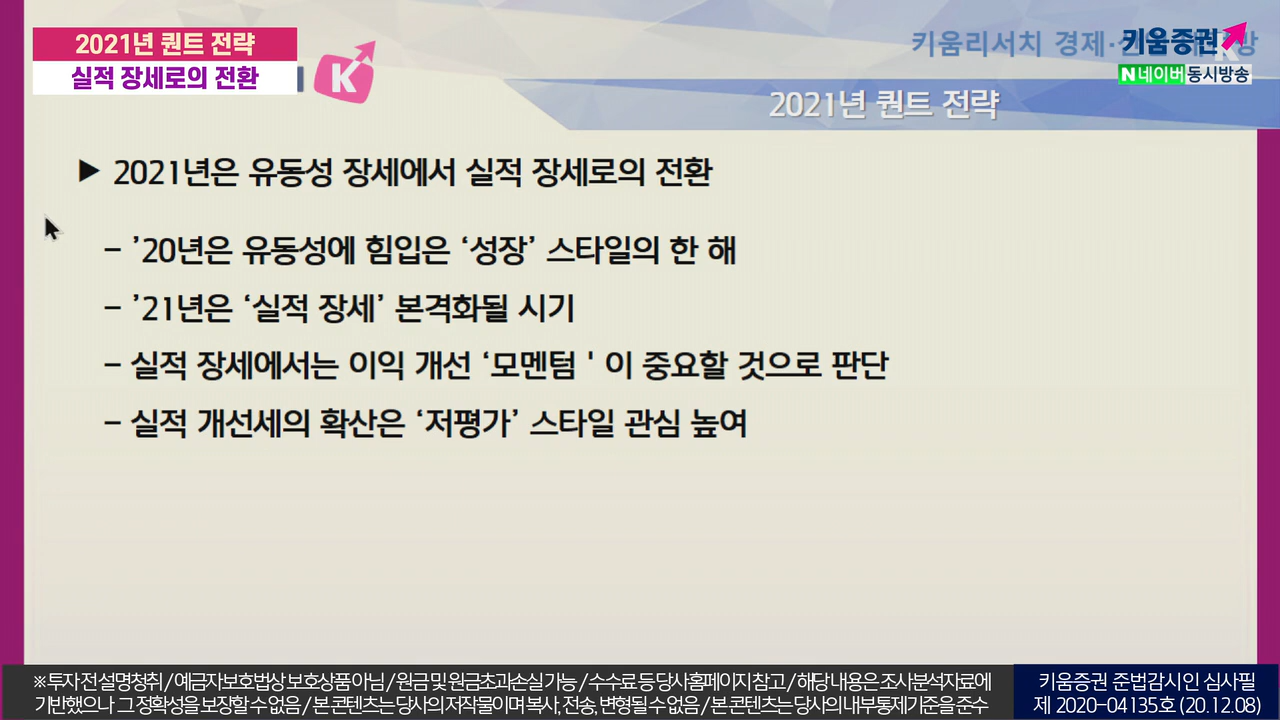 2021년 퀀트 전략
실적 장세로의 전환
K
키움리서치 경제·
방
키움증권
N 네이버 동시방송
2021년 퀀트 전략
▶ 2021년은 유동성 장세에서 실적 장세로의 전환
– ’20년은 유동성에 힘입은 ‘성장’ 스타일의 한 해
– ’21년은 ‘실적 장세’ 본격화될 시기
– 실적 장세에서는 이익 개선 ‘모멘텀 ' 이 중요할 것으로 판단
– 실적 개선세의 확산은 ‘저평가’ 스타일 관심 높여
※ 투자 전 설명청취 / 예금자보호법상 보호상품 아님 / 원금 및 원금초과손실 가능 / 수수료 등 당사홈페이지 참고 / 해당 내용은 조사분석자료에
기반했으나 그 정확성을 보장할 수 없음 / 본 콘텐츠는 당사의 저작물이며 복사, 전송, 변형될 수 없음 / 본 콘텐츠는 당사의 내부통제기준을 준수
키움증권 준법감시인 심사필
제 2020-04135호 (20.12.08)